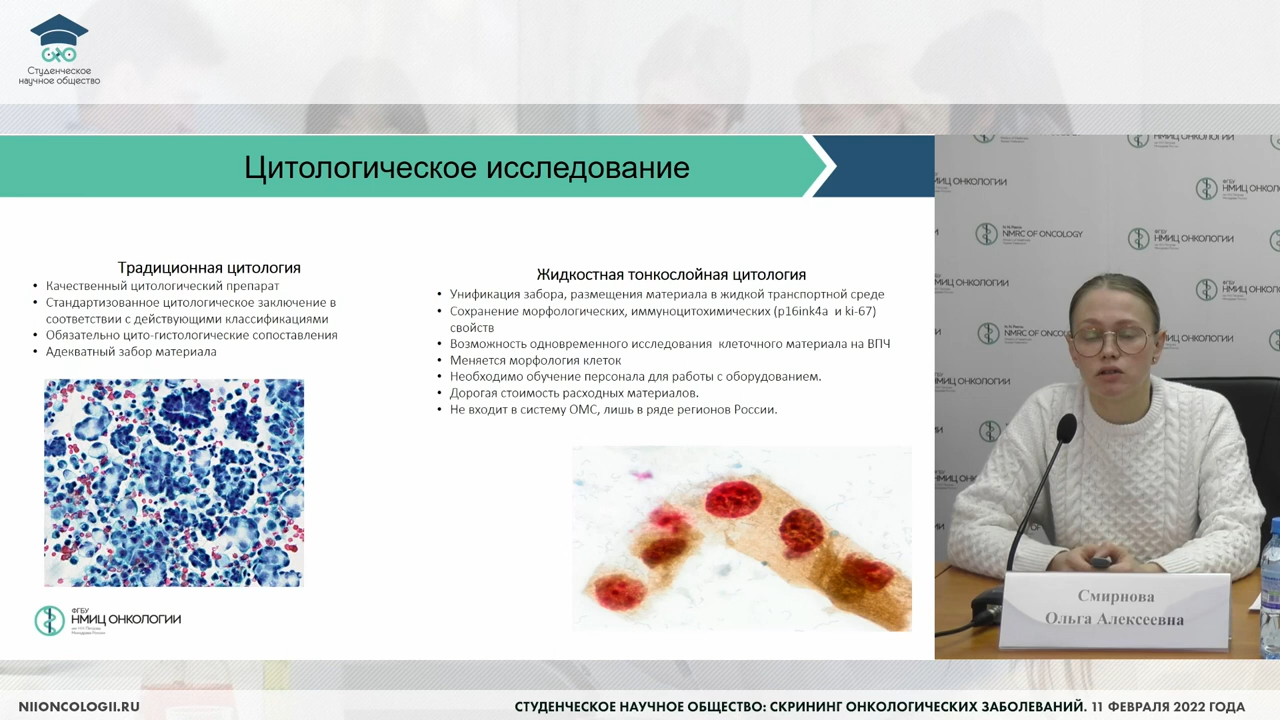 Студенческое
научное общество
Цитологическое исследование
Традиционная цитология
• Качественный цитологический препарат
• Стандартизованное цитологическое заключение в
соответствии с действующими классификациями
• Обязательно цито-гистологические сопоставления
• Адекватный забор материала
Жидкостная тонкослойная цитология
• Унификация забора, размещения материала в жидкой транспортной среде
• Сохранение морфологических, иммуноцитохимических (p16ink4a и ki-67)
свойств
• Возможность одновременного исследования клеточного материала на ВПЧ
• Меняется морфология клеток
• Необходимо обучение персонала для работы с оборудованием.
• Дорогая стоимость расходных материалов.
• Не входит в систему ОМС, лишь в ряде регионов России.
ФГБУ
НМИЦ ОНКОЛОГИИ
НМИЦ ОНКОЛОГИИ
NMRC OF ONCOLOGY
ФГБУ
НМИЦ ОНКОЛОГИИ
Смирнова
Ольга Алексеевна
NIIONCOLOGII.RU
СТУДЕНЧЕСКОЕ НАУЧНОЕ ОБЩЕСТВО: СКРИНИНГ ОНКОЛОГИЧЕСКИХ ЗАБОЛЕВАНИЙ. 11 ФЕВРАЛЯ 2022 ГОДА